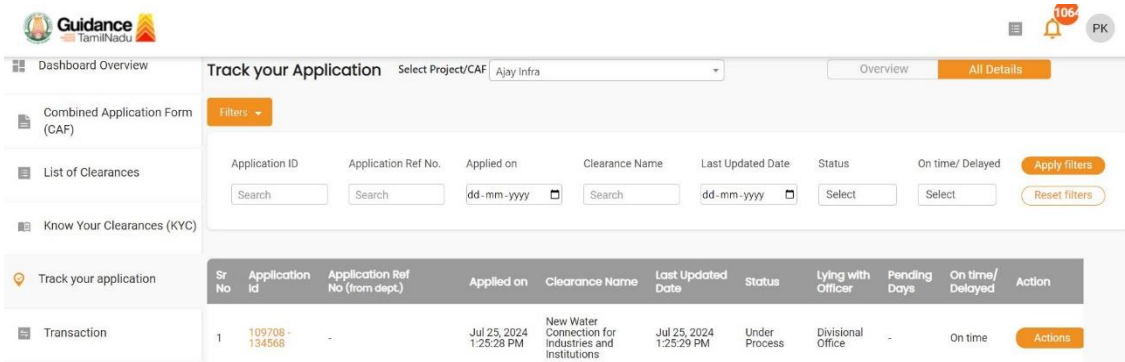 Guidance
TamilNadu
1064
PK
Dashboard Overview
Track your Application Select Project/CAF Ajay Infra Overview All Details
Combined Application Form
(CAF)
Filters
List of Clearances
Application ID Application Ref No. Applied on Clearance Name Last Updated Date Status On time/ Delayed Apply filters
Search Search dd-mm-yyyy Search dd-mm-yyyy Select Select Reset filters
Know Your Clearances (KYC)
Track your application
Sr No Application Id Application Ref No (from dept.) Applied on Clearance Name Last Updated Date Status Lying with Officer Pending Days On time/ Delayed Action
Transaction
1 109708 - 134568 - Jul 25, 2024 1:25:28 PM New Water Connection for Industries and Institutions Jul 25, 2024 1:25:29 PM Under Process Divisional Office - On time Actions